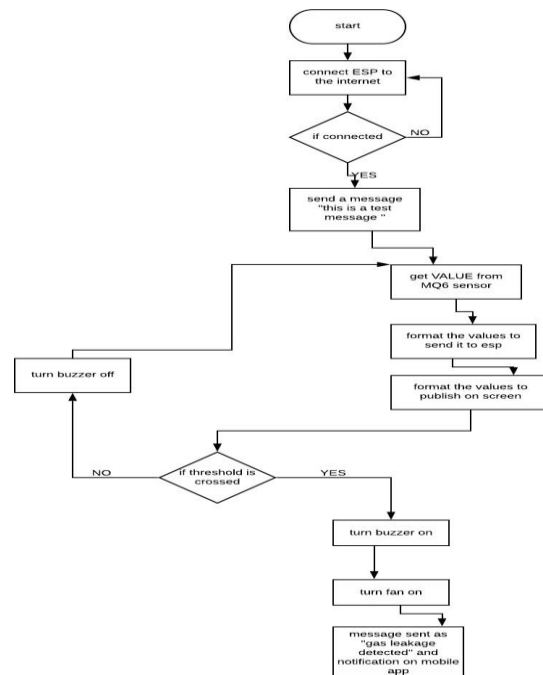 start
connect ESP to
the internet
if connected
NO
YES
send a message
"this is a test
message "
get VALUE from
MQ6 sensor
format the values to
send it to esp
turn buzzer off
format the values to
publish on screen
if threshold is
crossed
NO
YES
turn buzzer on
turn fan on
message sent as
"gas leakage
detected" and
notification on mobile
app